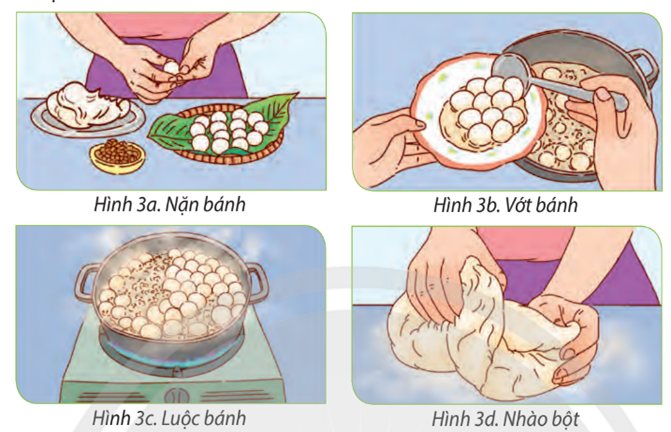 Hình 3a. Nặn bánh
Hình 3b. Vớt bánh
Hình 3c. Luộc bánh
Hình 3d. Nhào bột